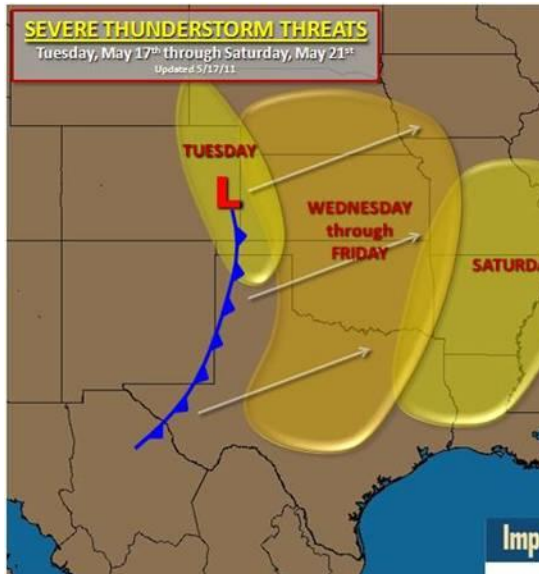 SEVERE THUNDERSTORM THREATS
Tuesday, May 17th through Saturday, May 21st
Updated 5/17/11
TUESDAY
L
WEDNESDAY
through
FRIDAY
SATURDA
Imp